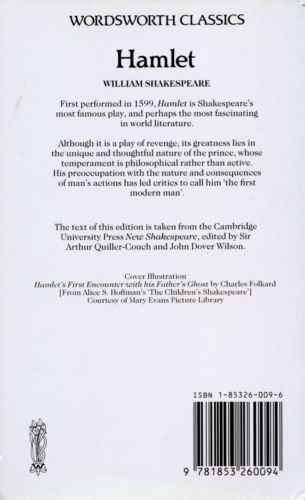 WORDSWORTH CLASSICS
Hamlet
WILLIAM SHAKESPEARE
First performed in 1599, Hamlet is Shakespeare's
most famous play, and perhaps the most fascinating
in world literature.
Although it is a play of revenge, its greatness lies in
the unique and thoughtful nature of the prince, whose
temperament is philosophical rather than active.
His preoccupation with the nature and consequences
of man's actions has led critics to call him 'the first
modern man'.
The text of this edition is taken from the Cambridge
University Press New Shakespeare, edited by Sir
Arthur Quiller-Couch and John Dover Wilson.
Cover Illustration
Hamlet's First Encounter with his Father's Ghost by Charles Folkard
[From Alice S. Hoffman's 'The Children's Shakespeare']
Courtesy of Mary Evans Picture Library
ISBN 1-85326-009-6
9 781853 260094
W